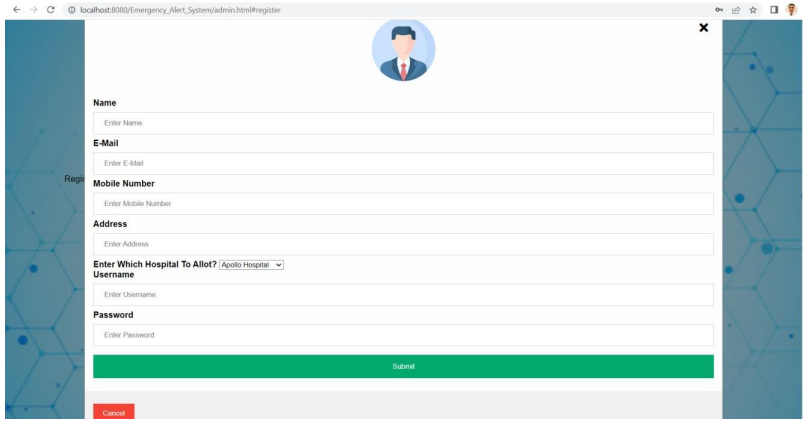 localhost:8080/Emergency_Alert_System/admin.html#register
Name
Enter Name
E-Mail
Enter E-Mail
Regis
Mobile Number
Enter Mobile Number
Address
Enter Address
Enter Which Hospital To Allot? Apollo Hospital
Username
Enter Username
Password
Enter Password
Submit
Cancel